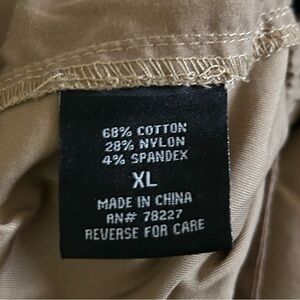 68% COTTON
28% NYLON
4% SPANDEX
XL
MADE IN CHINA
RN# 78227
REVERSE FOR CARE